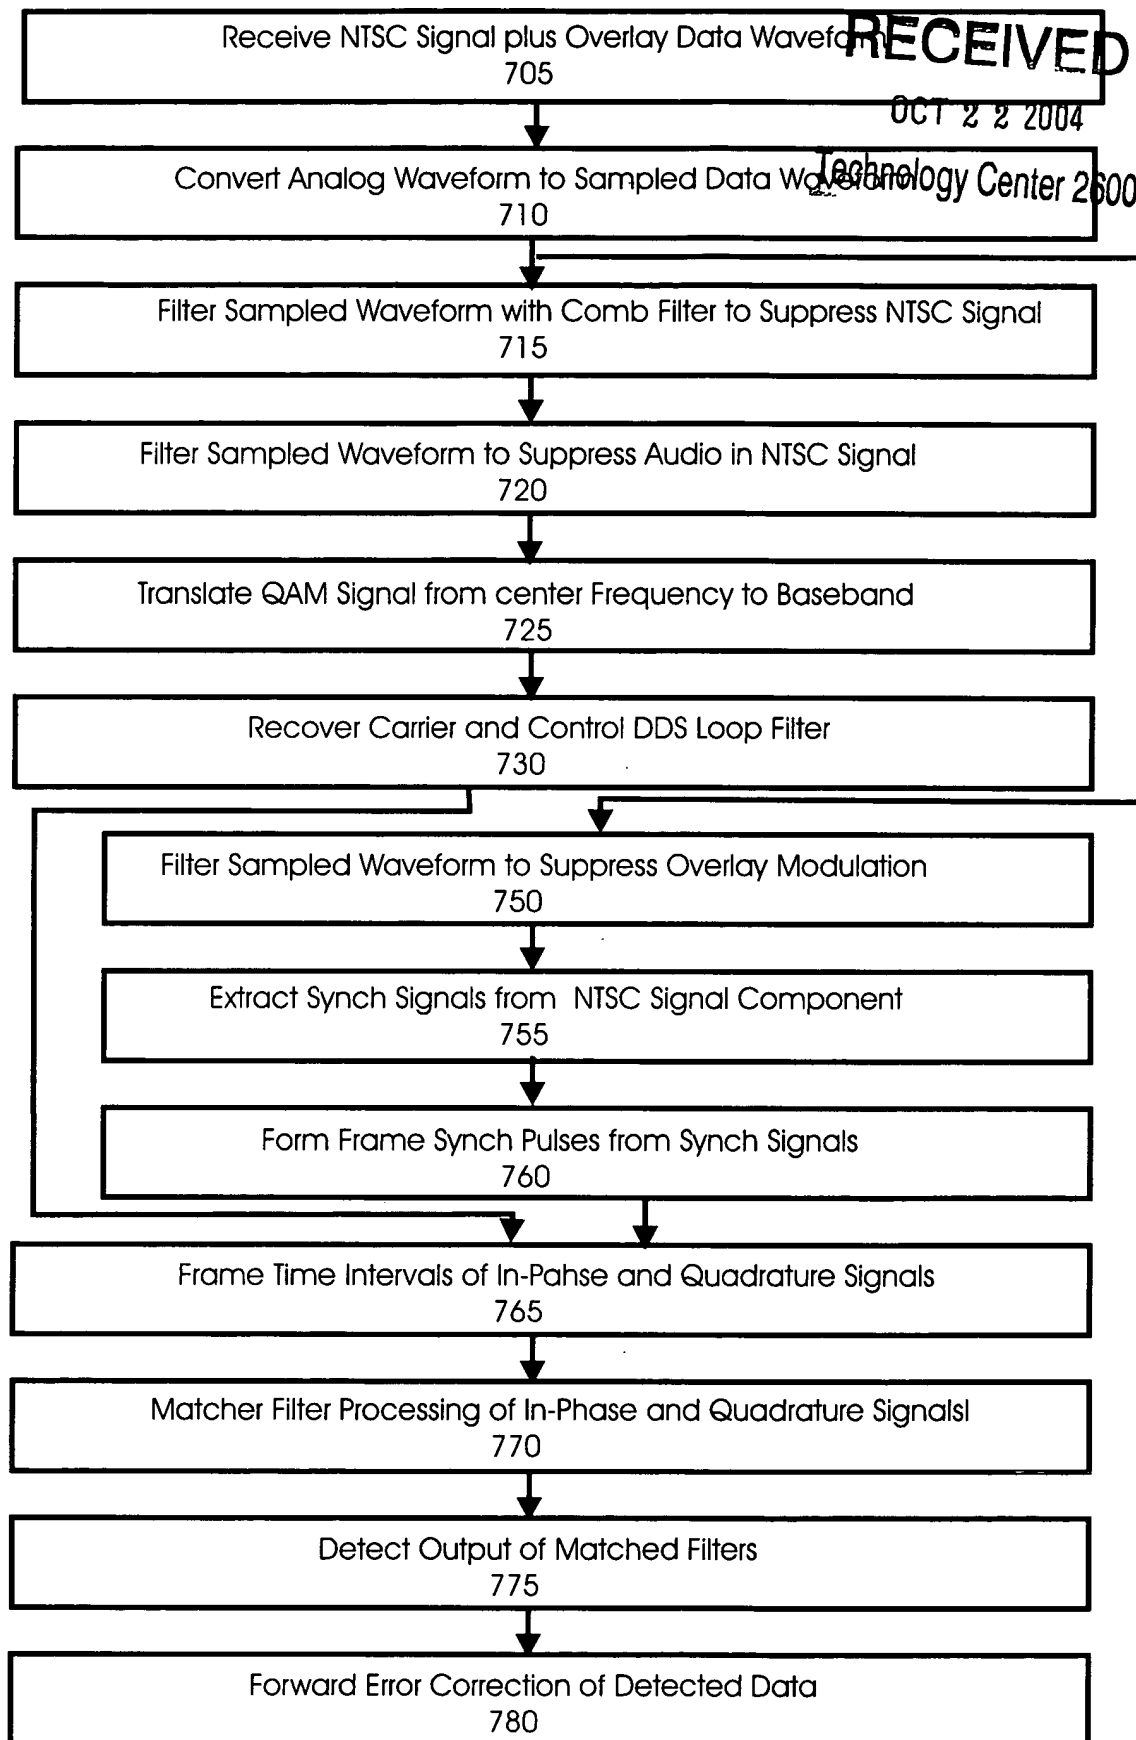 Receive NTSC Signal plus Overlay Data Waveform
705
RECEIVED
OCT 2 2 2004
Technology Center 2600
Convert Analog Waveform to Sampled Data Waveform
710
Filter Sampled Waveform with Comb Filter to Suppress NTSC Signal
715
Filter Sampled Waveform to Suppress Audio in NTSC Signal
720
Translate QAM Signal from center Frequency to Baseband
725
Recover Carrier and Control DDS Loop Filter
730
Filter Sampled Waveform to Suppress Overlay Modulation
750
Extract Synch Signals from NTSC Signal Component
755
Form Frame Synch Pulses from Synch Signals
760
Frame Time Intervals of In-Pahse and Quadrature Signals
765
Matcher Filter Processing of In-Phase and Quadrature Signalsl
770
Detect Output of Matched Filters
775
Forward Error Correction of Detected Data
780